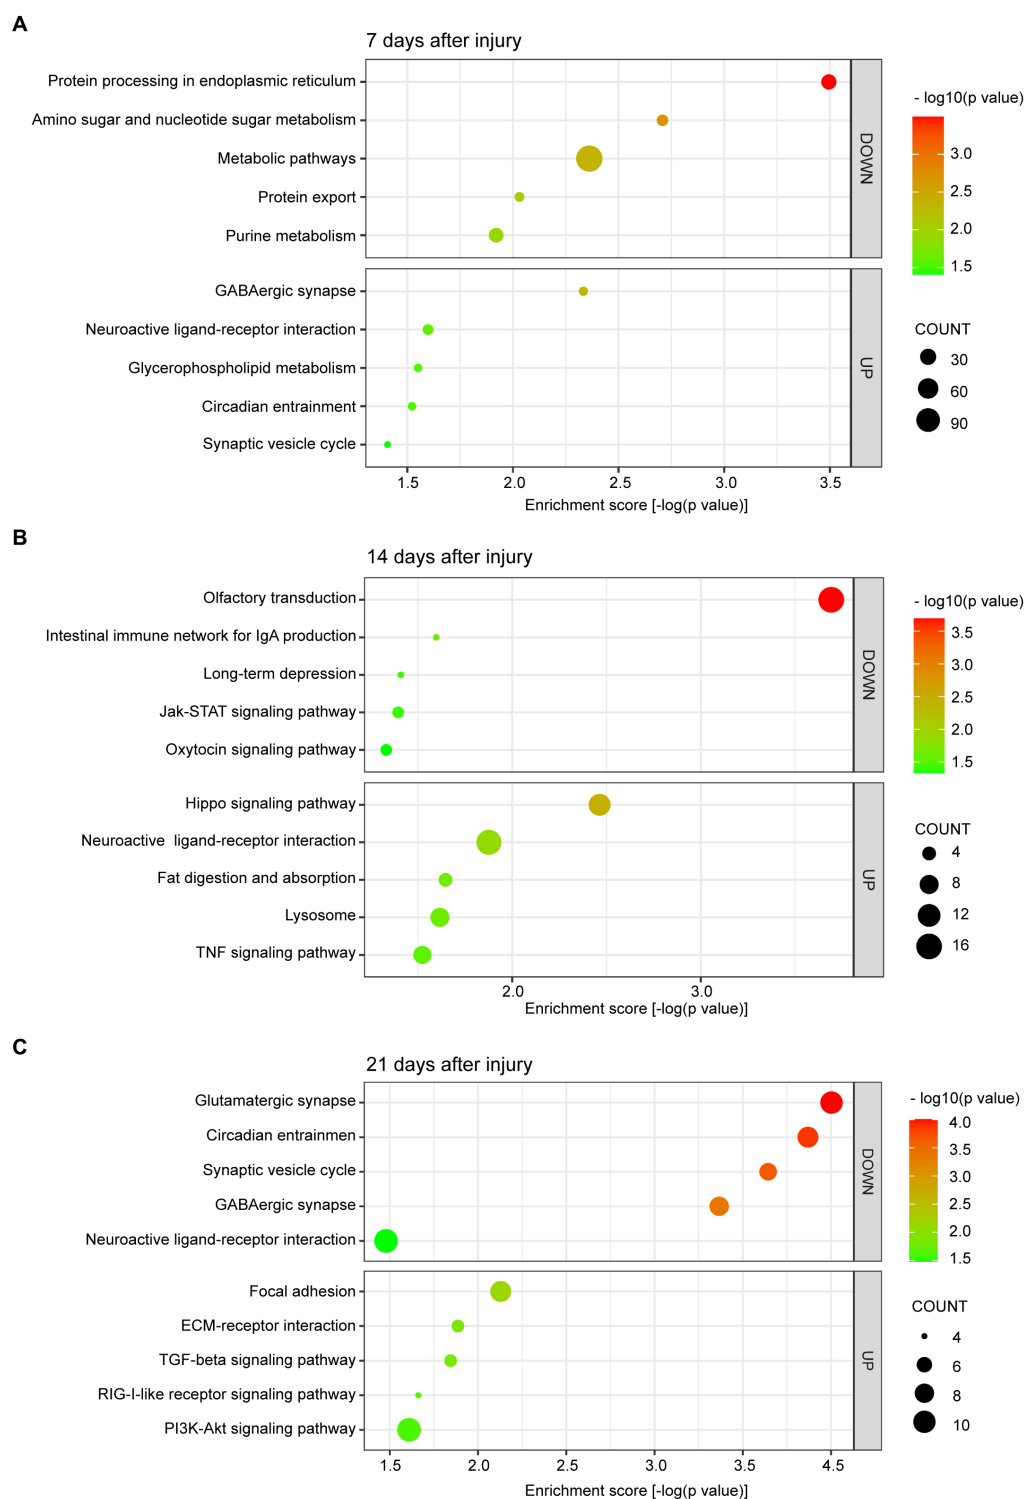 A
7 days after injury
Protein processing in endoplasmic reticulum
Amino sugar and nucleotide sugar metabolism
Metabolic pathways
Protein export
Purine metabolism
DOWN
GABAergic synapse
Neuroactive ligand-receptor interaction
Glycerophospholipid metabolism
Circadian entrainment
Synaptic vesicle cycle
UP
1.5 2.0 2.5 3.0 3.5
Enrichment score [-log(p value)]
- log10(p value)
3.0
2.5
2.0
1.5
COUNT
30
60
90
B
14 days after injury
Olfactory transduction
Intestinal immune network for IgA production
Long-term depression
Jak-STAT signaling pathway
Oxytocin signaling pathway
DOWN
Hippo signaling pathway
Neuroactive  ligand-receptor interaction
Fat digestion and absorption
Lysosome
TNF signaling pathway
UP
2.0 3.0
Enrichment score [-log(p value)]
- log10(p value)
3.5
3.0
2.5
2.0
1.5
COUNT
4
8
12
16
C
21 days after injury
Glutamatergic synapse
Circadian entrainmen
Synaptic vesicle cycle
GABAergic synapse
Neuroactive ligand-receptor interaction
DOWN
Focal adhesion
ECM-receptor interaction
TGF-beta signaling pathway
RIG-I-like receptor signaling pathway
PI3K-Akt signaling pathway
UP
1.5 2.0 2.5 3.0 3.5 4.5
Enrichment score [-log(p value)]
- log10(p value)
4.0
3.5
3.0
2.5
2.0
1.5
COUNT
4
6
8
10